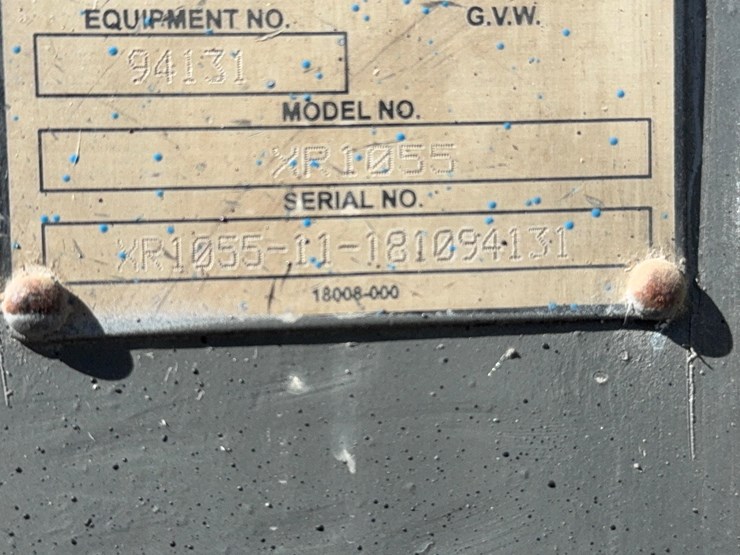 EQUIPMENT NO. G.V.W.
94131
MODEL NO.
XR1055
SERIAL NO.
XR1055-11-181094131
18008-000